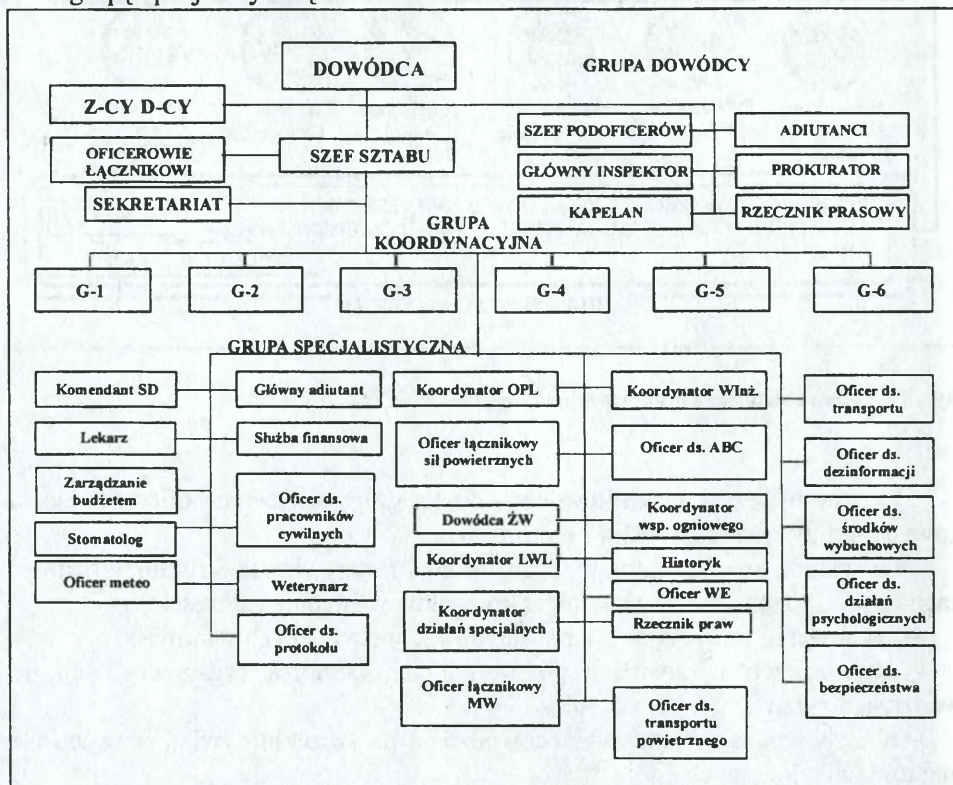 DOWÓDCA
GRUPA DOWÓDCY
Z-CY D-CY
SZEF PODOFICERÓW
ADIUTANCI
OFICEROWIE
ŁĄCZNIKOWI
SZEF SZTABU
GŁÓWNY INSPEKTOR
PROKURATOR
SEKRETARIAT
KAPELAN
RZECZNIK PRASOWY
GRUPA
KOORDYNACYJNA
G-1
G-2
G-3
G-4
G-5
G-6
GRUPA SPECJALISTYCZNA
Komendant SD
Główny adiutant
Koordynator OPL
Koordynator WInż
Oficer ds.
transportu
Lekarz
Służba finansowa
Oficer łącznikowy
sił powietrznych
Oficer ds. ABC
Oficer ds.
dezinformacji
Zarządzanie
budżetem
Oficer ds.
pracowników
cywilnych
Dowódca ŻW
Koordynator
wsp. ogniowego
Oficer ds.
środków
wybuchowych
Stomatolog
Koordynator LWL
Historyk
Oficer meteo
Weterynarz
Oficer WE
Oficer ds.
działań
psychologicznych
Koordynator
działań specjalnych
Rzecznik praw
Oficer ds.
protokołu
Oficer łącznikowy
MW
Oficer ds.
transportu
powietrznego
Oficer ds.
bezpieczeństwa